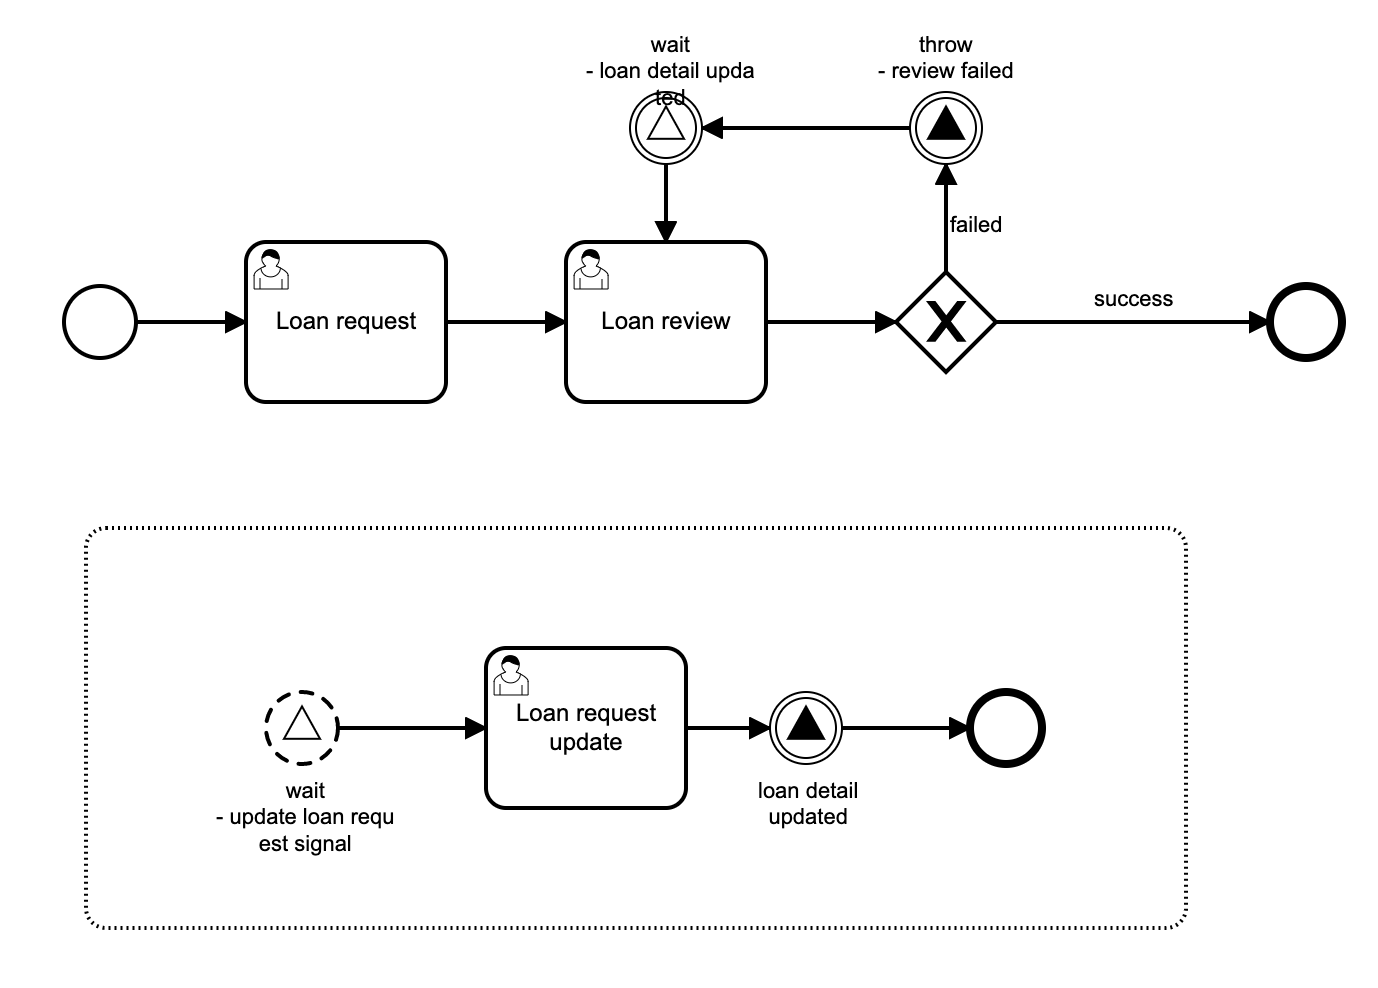 wait
- loan detail upda
ted
throw
- review failed
failed
success
Loan request
Loan review
X
Loan request
update
wait
- update loan requ
est signal
loan detail
updated